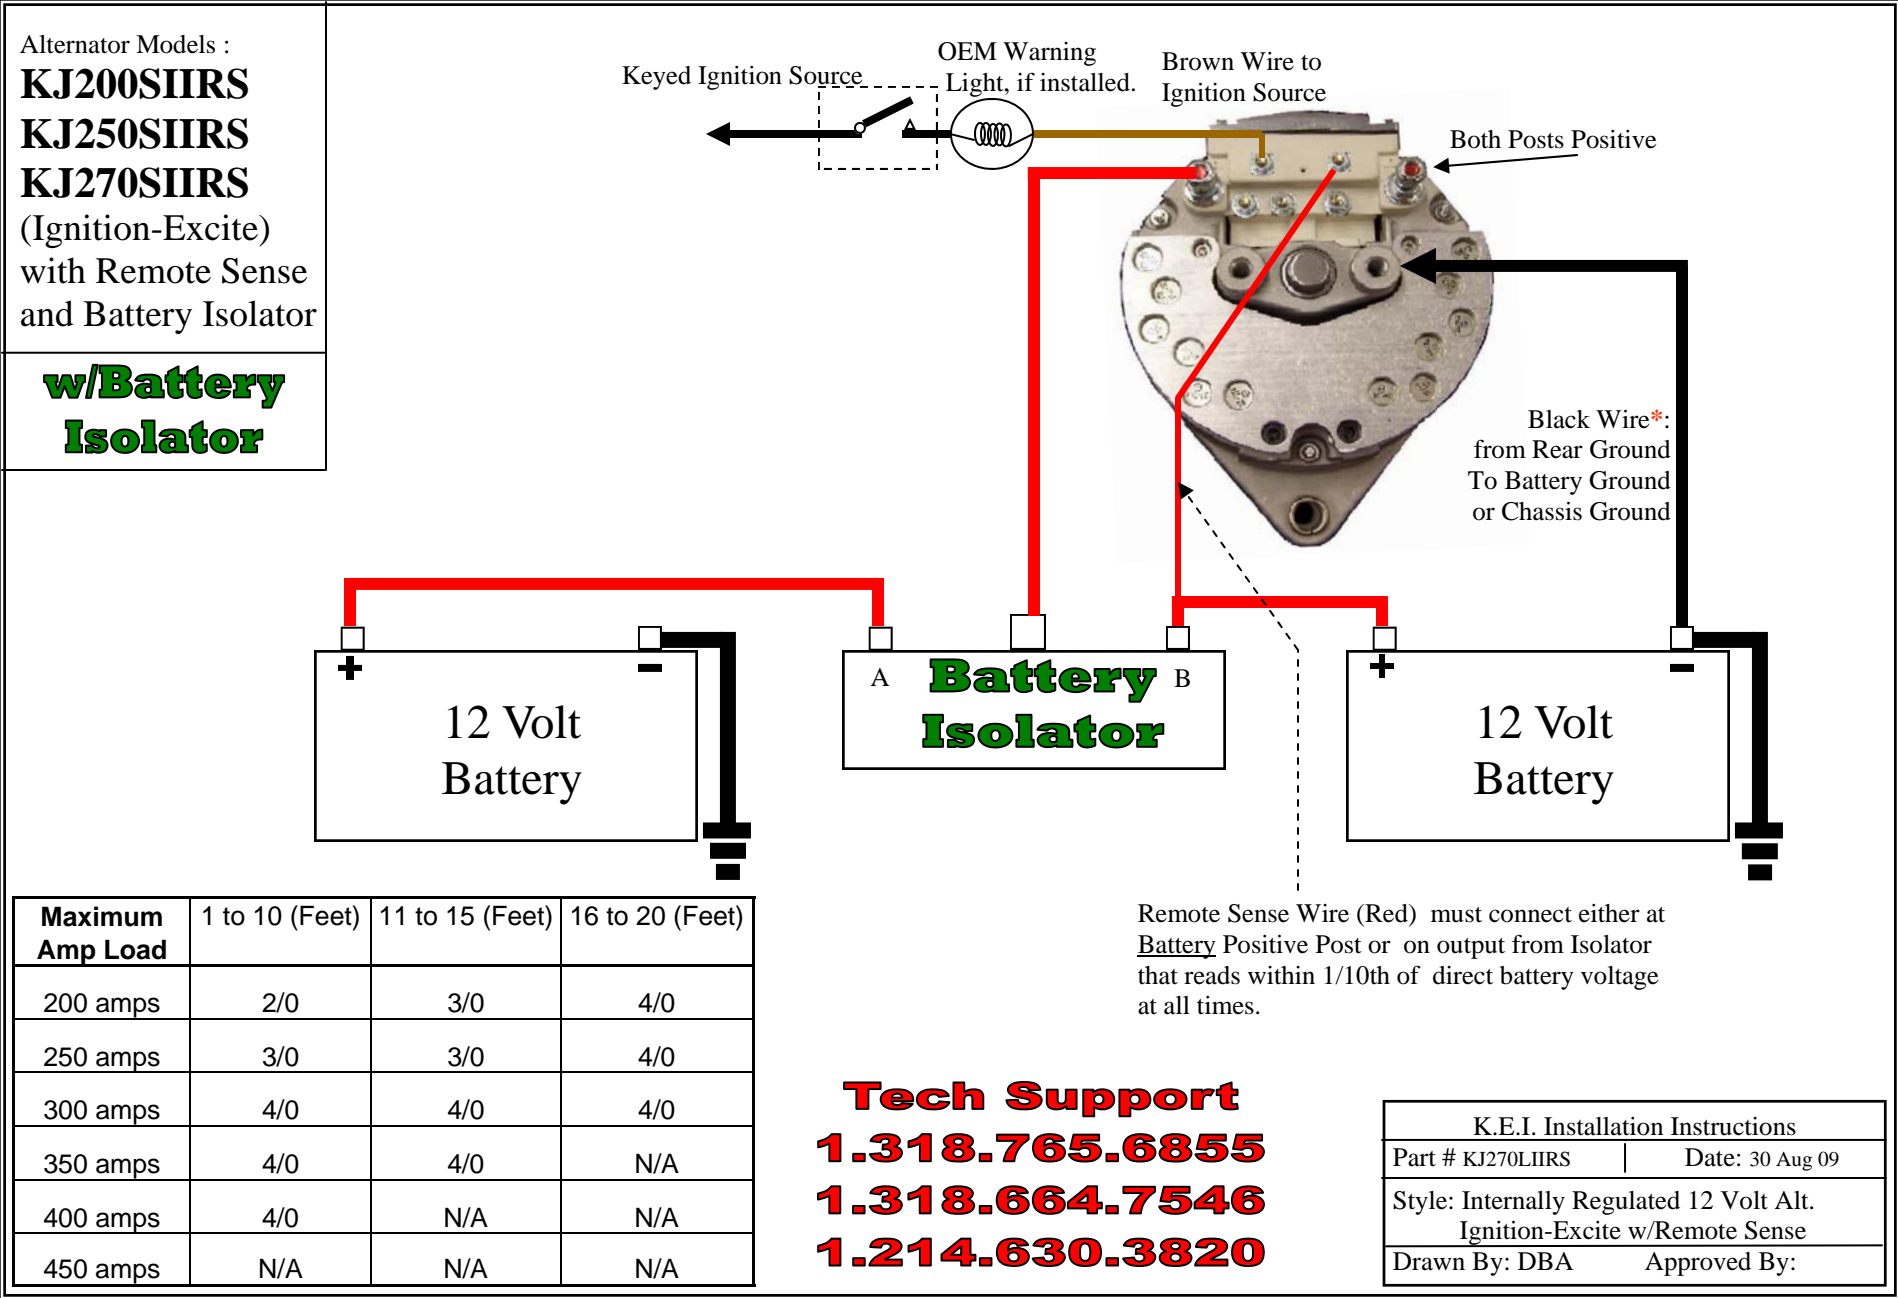 Alternator Models :
KJ200SIIRS
KJ250SIIRS
KJ270SIIRS
(Ignition-Excite)
with Remote Sense
and Battery Isolator
w/Battery
Isolator
Keyed Ignition Source
OEM Warning
Light, if installed.
Brown Wire to
Ignition Source
Both Posts Positive
Black Wire*:
from Rear Ground
To Battery Ground
or Chassis Ground
+ −
12 Volt
Battery
A B
Battery
Isolator
+ −
12 Volt
Battery
Remote Sense Wire (Red) must connect either at
Battery Positive Post or on output from Isolator
that reads within 1/10th of direct battery voltage
at all times.
Maximum
Amp Load
1 to 10 (Feet) 11 to 15 (Feet) 16 to 20 (Feet)
200 amps 2/0 3/0 4/0
250 amps 3/0 3/0 4/0
300 amps 4/0 4/0 4/0
350 amps 4/0 4/0 N/A
400 amps 4/0 N/A N/A
450 amps N/A N/A N/A
Tech Support
1.318.765.6855
1.318.664.7546
1.214.630.3820
K.E.I. Installation Instructions
Part # KJ270LIIRS Date: 30 Aug 09
Style: Internally Regulated 12 Volt Alt.
Ignition-Excite w/Remote Sense
Drawn By: DBA Approved By: